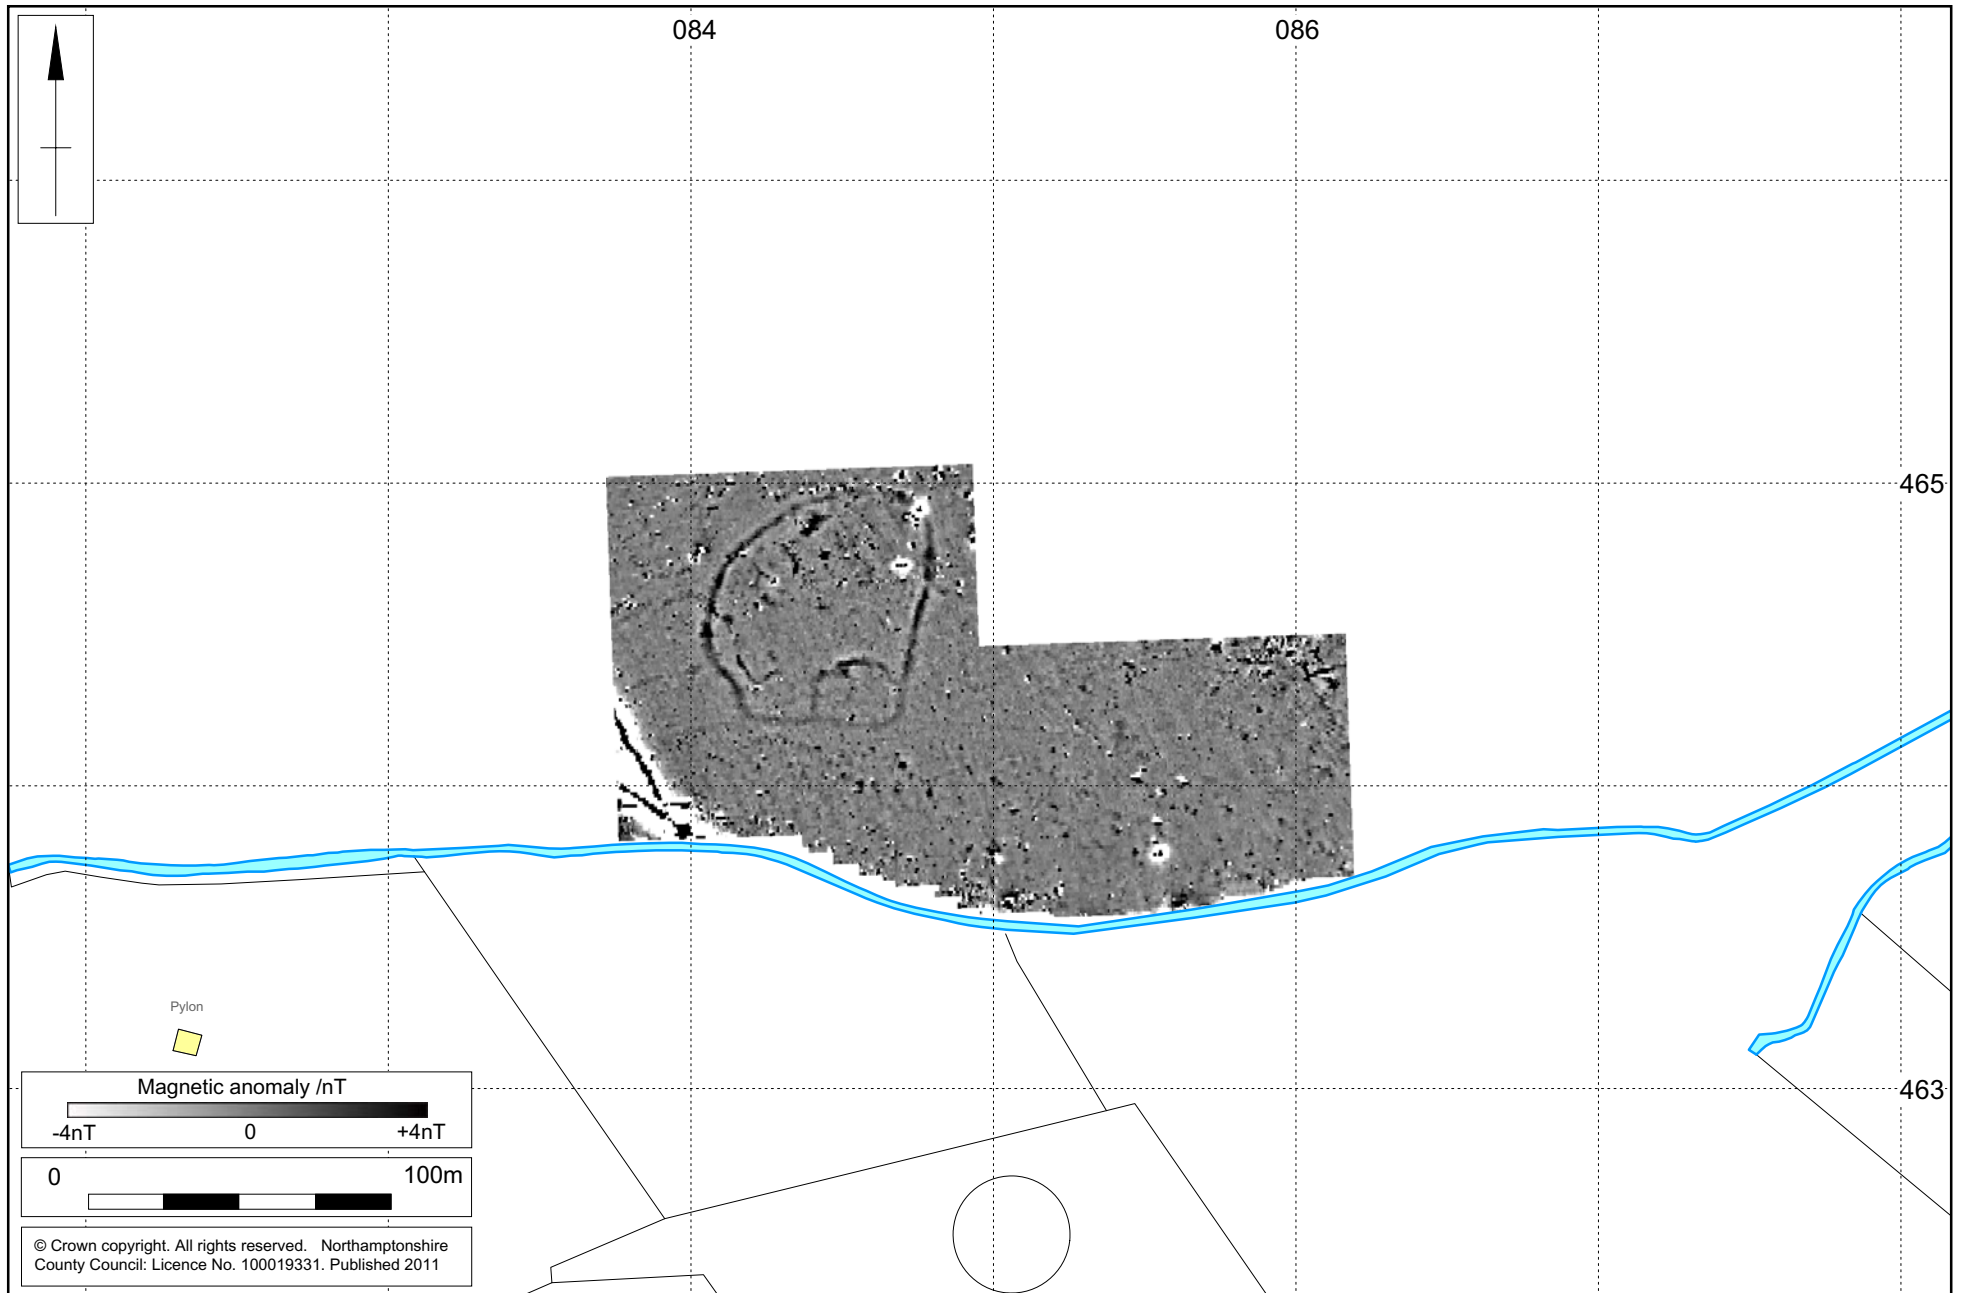 084
086
465
463
Pylon
Magnetic anomaly /nT
-4nT 0 +4nT
0 100m
© Crown copyright. All rights reserved. Northamptonshire
County Council: Licence No. 100019331. Published 2011